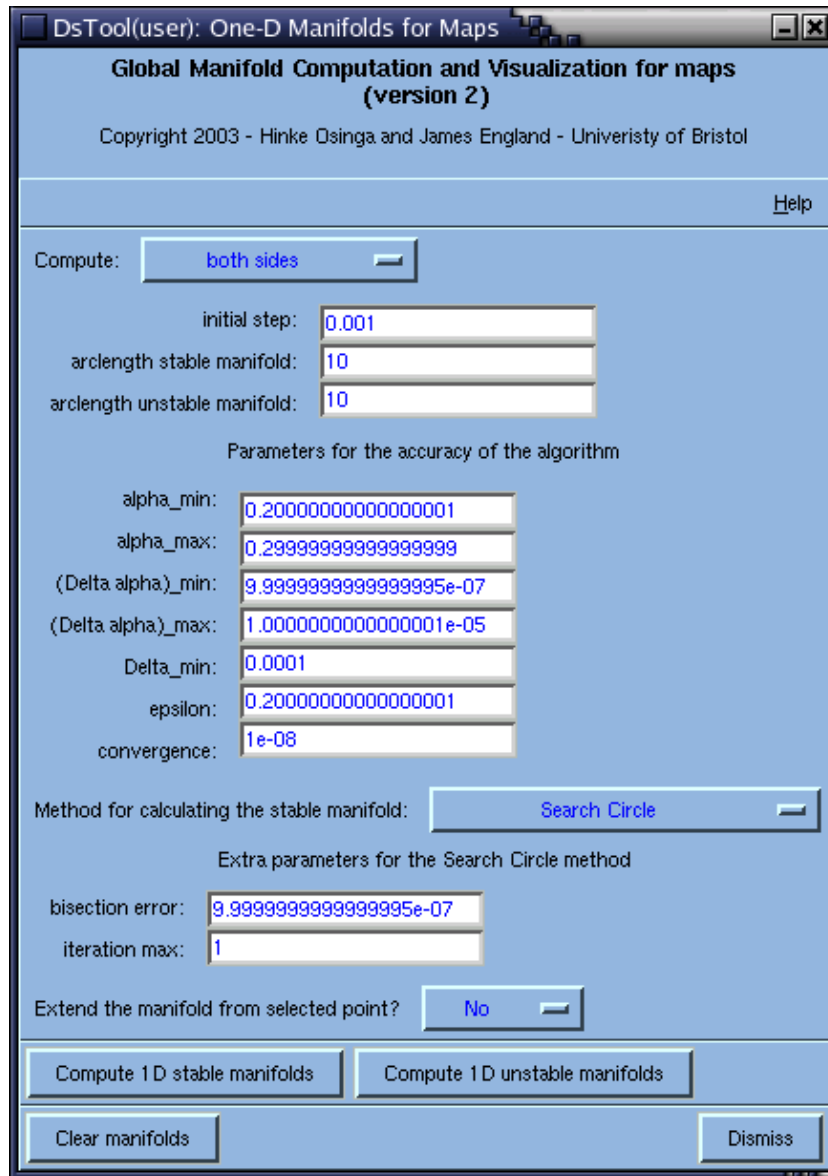 DsTool(user): One-D Manifolds for Maps
Global Manifold Computation and Visualization for maps
(version 2)
Copyright 2003 - Hinke Osinga and James England - Univeristy of Bristol
Help
Compute: both sides
initial step: 0.001
arclength stable manifold: 10
arclength unstable manifold: 10
Parameters for the accuracy of the algorithm
alpha_min: 0.20000000000000001
alpha_max: 0.29999999999999999
(Delta alpha)_min: 9.9999999999999995e-07
(Delta alpha)_max: 1.0000000000000001e-05
Delta_min: 0.0001
epsilon: 0.20000000000000001
convergence: 1e-08
Method for calculating the stable manifold: Search Circle
Extra parameters for the Search Circle method
bisection error: 9.9999999999999995e-07
iteration max: 1
Extend the manifold from selected point? No
Compute 1D stable manifolds Compute 1D unstable manifolds
Clear manifolds Dismiss